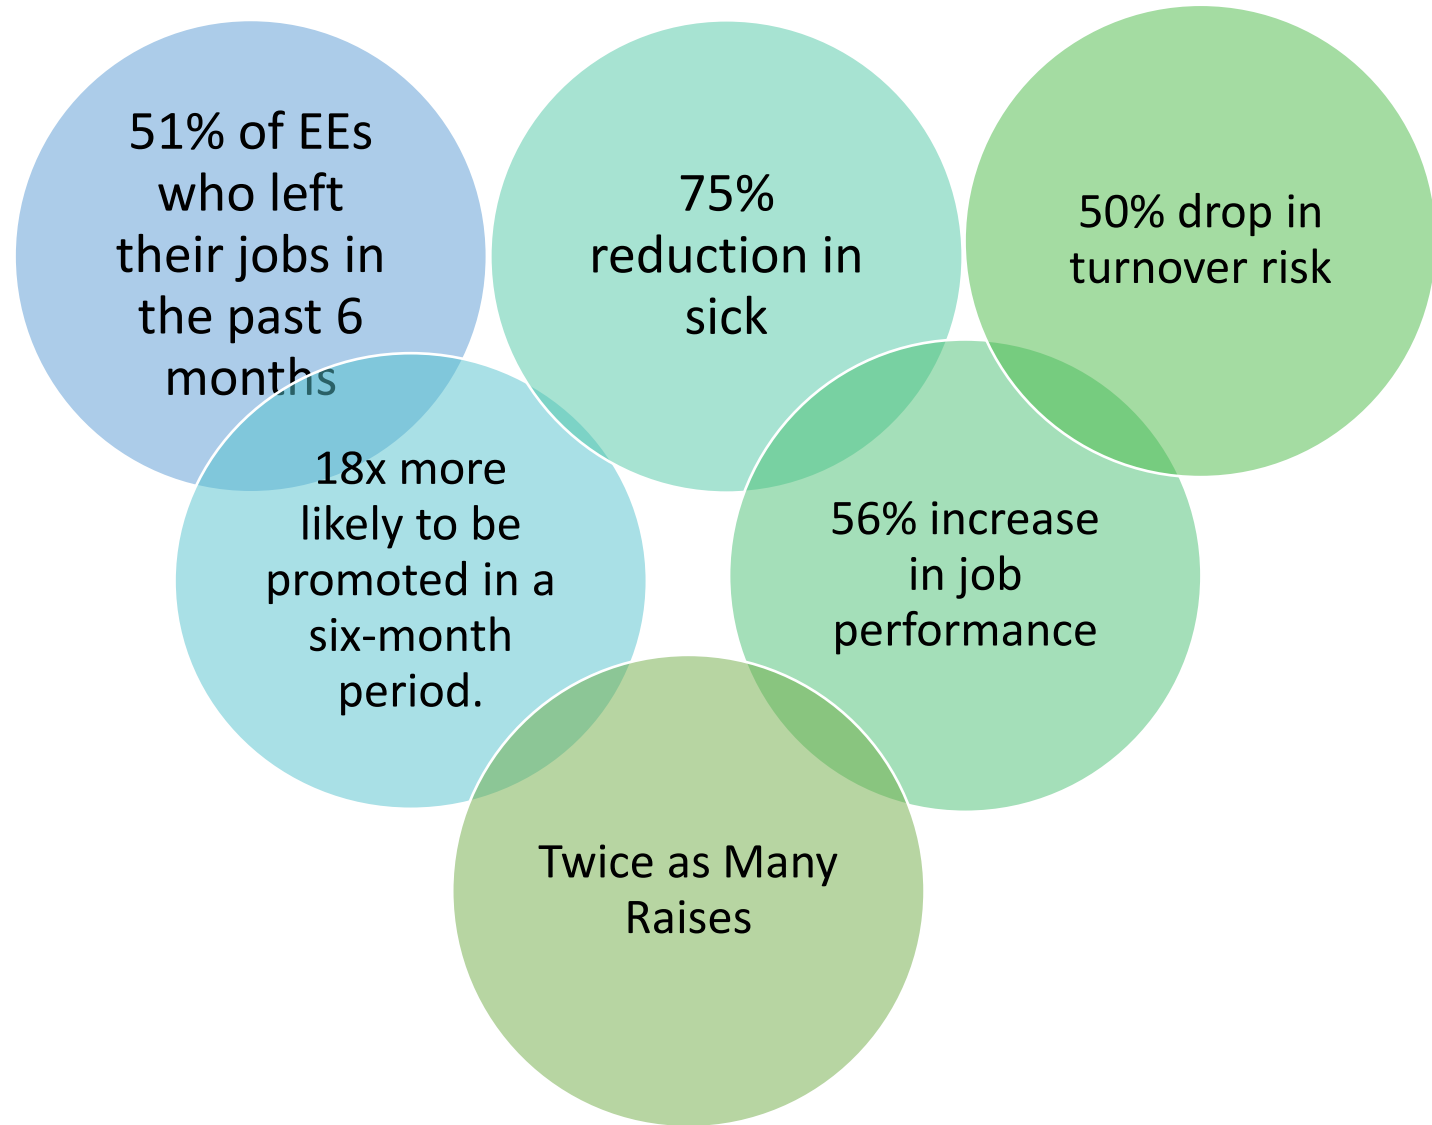 51% of EEs
who left
their jobs in
the past 6
months
75%
reduction in
sick
50% drop in
turnover risk
18x more
likely to be
promoted in a
six-month
period.
56% increase
in job
performance
Twice as Many
Raises